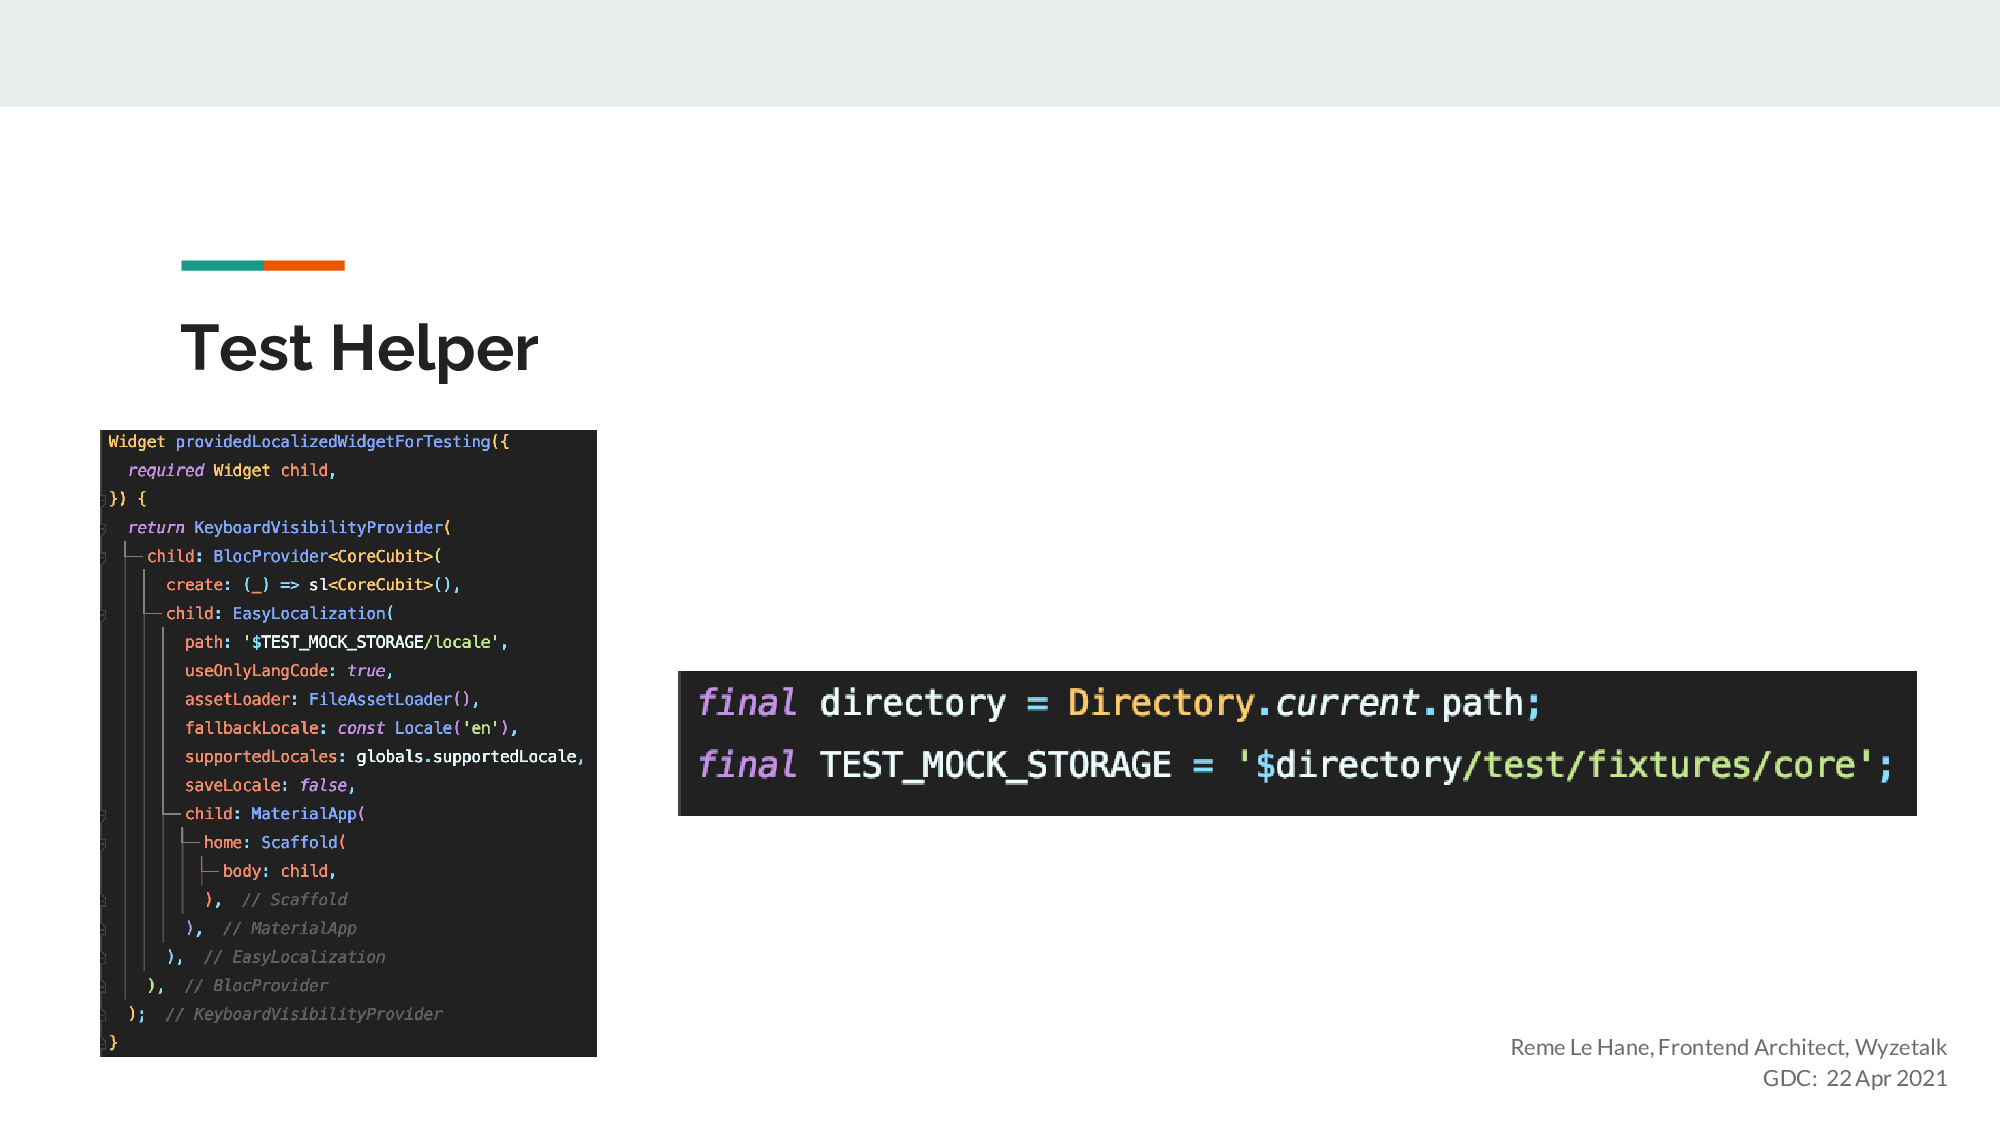 Test Helper
Widget providedLocalizedWidgetForTesting({
  required Widget child,
}) {
  return KeyboardVisibilityProvider(
    child: BlocProvider<CoreCubit>(
      create: (_) => sl<CoreCubit>(),
      child: EasyLocalization(
        path: '$TEST_MOCK_STORAGE/locale',
        useOnlyLangCode: true,
        assetLoader: FileAssetLoader(),
        fallbackLocale: const Locale('en'),
        supportedLocales: globals.supportedLocale,
        saveLocale: false,
        child: MaterialApp(
          home: Scaffold(
            body: child,
          ), // Scaffold
        ), // MaterialApp
      ), // EasyLocalization
    ), // BlocProvider
  ); // KeyboardVisibilityProvider
}
final directory = Directory.current.path;
final TEST_MOCK_STORAGE = '$directory/test/fixtures/core';
Reme Le Hane, Frontend Architect, Wyzetalk
GDC: 22 Apr 2021